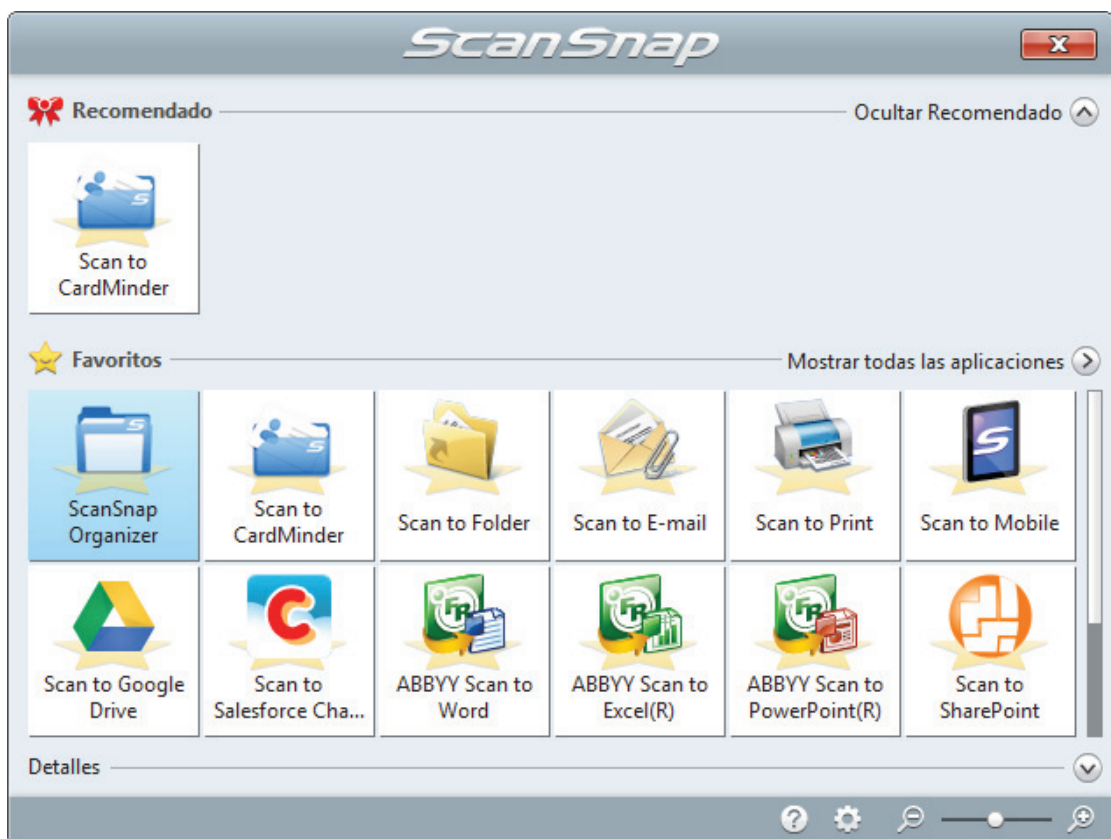 ScanSnap
Recomendado
Ocultar Recomendado
Scan to
CardMinder
Favoritos
Mostrar todas las aplicaciones
ScanSnap
Organizer
Scan to
CardMinder
Scan to Folder
Scan to E-mail
Scan to Print
Scan to Mobile
Scan to Google
Drive
Scan to
Salesforce Cha...
ABBYY Scan to
Word
ABBYY Scan to
Excel(R)
ABBYY Scan to
PowerPoint(R)
Scan to
SharePoint
Detalles